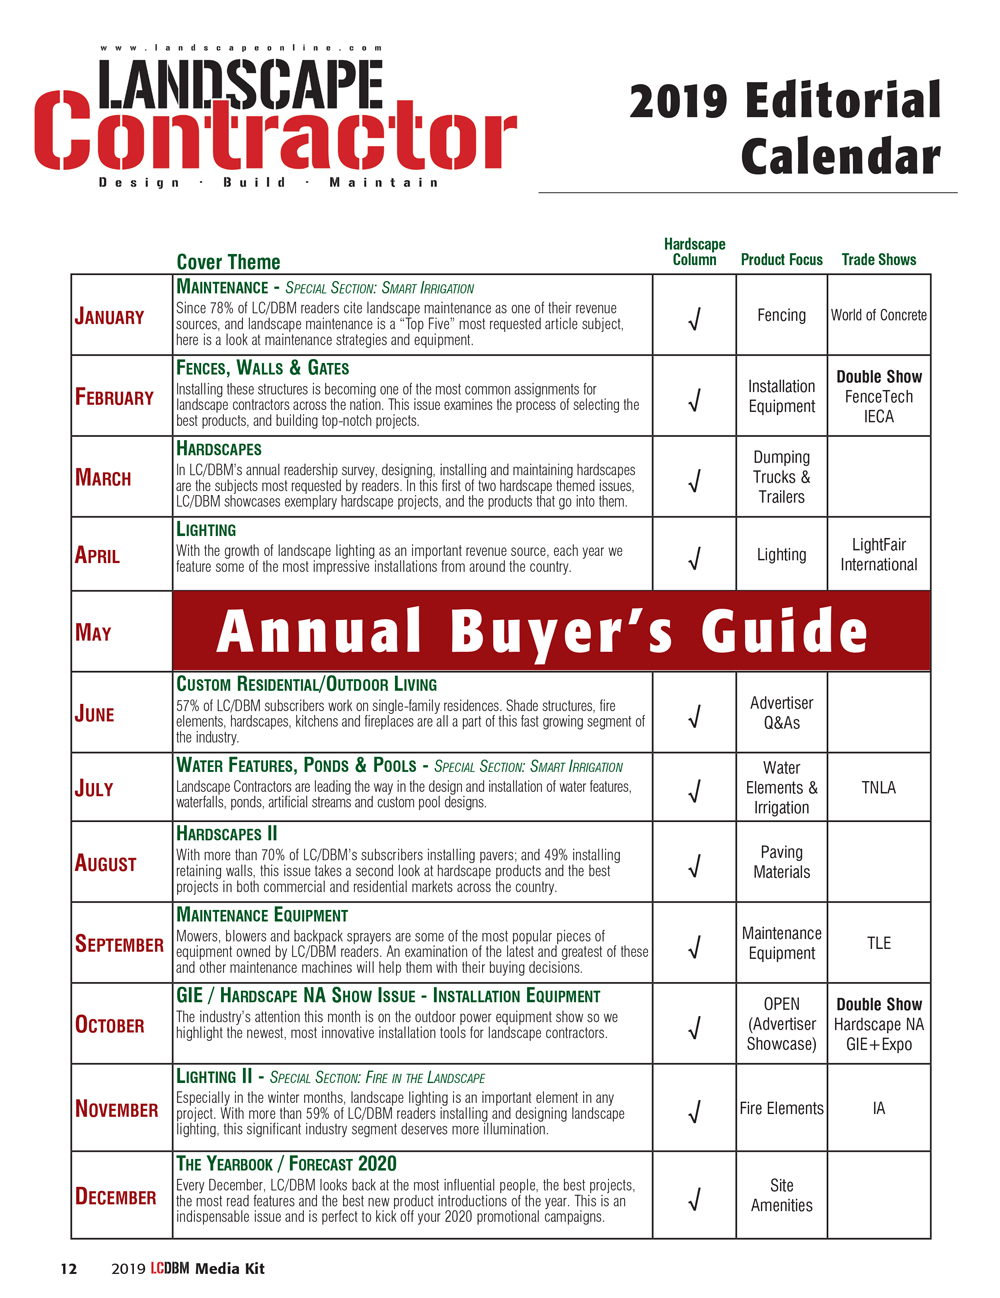 www.landscapeonline.com
LANDSCAPE
Contractor
Design · Build · Maintain
2019 Editorial
Calendar
Cover Theme
Hardscape
Column
Product Focus
Trade Shows
JANUARY
MAINTENANCE - SPECIAL SECTION: SMART IRRIGATION
Since 78% of LC/DBM readers cite landscape maintenance as one of their revenue
sources, and landscape maintenance is a “Top Five” most requested article subject,
here is a look at maintenance strategies and equipment.
√
Fencing
World of Concrete
FEBRUARY
FENCES, WALLS & GATES
Installing these structures is becoming one of the most common assignments for
landscape contractors across the nation. This issue examines the process of selecting the
best products, and building top-notch projects.
√
Installation
Equipment
Double Show
FenceTech
IECA
MARCH
HARDSCAPES
In LC/DBM’s annual readership survey, designing, installing and maintaining hardscapes
are the subjects most requested by readers. In this first of two hardscape themed issues,
LC/DBM showcases exemplary hardscape projects, and the products that go into them.
√
Dumping
Trucks &
Trailers
APRIL
LIGHTING
With the growth of landscape lighting as an important revenue source, each year we
feature some of the most impressive installations from around the country.
√
Lighting
LightFair
International
MAY
Annual Buyer’s Guide
JUNE
CUSTOM RESIDENTIAL/OUTDOOR LIVING
57% of LC/DBM subscribers work on single-family residences. Shade structures, fire
elements, hardscapes, kitchens and fireplaces are all a part of this fast growing segment of
the industry.
√
Advertiser
Q&As
JULY
WATER FEATURES, PONDS & POOLS - SPECIAL SECTION: SMART IRRIGATION
Landscape Contractors are leading the way in the design and installation of water features,
waterfalls, ponds, artificial streams and custom pool designs.
√
Water
Elements &
Irrigation
TNLA
AUGUST
HARDSCAPES II
With more than 70% of LC/DBM’s subscribers installing pavers; and 49% installing
retaining walls, this issue takes a second look at hardscape products and the best
projects in both commercial and residential markets across the country.
√
Paving
Materials
SEPTEMBER
MAINTENANCE EQUIPMENT
Mowers, blowers and backpack sprayers are some of the most popular pieces of
equipment owned by LC/DBM readers. An examination of the latest and greatest of these
and other maintenance machines will help them with their buying decisions.
√
Maintenance
Equipment
TLE
OCTOBER
GIE / HARDSCAPE NA SHOW ISSUE - INSTALLATION EQUIPMENT
The industry’s attention this month is on the outdoor power equipment show so we
highlight the newest, most innovative installation tools for landscape contractors.
√
OPEN
(Advertiser
Showcase)
Double Show
Hardscape NA
GIE+Expo
NOVEMBER
LIGHTING II - SPECIAL SECTION: FIRE IN THE LANDSCAPE
Especially in the winter months, landscape lighting is an important element in any
project. With more than 59% of LC/DBM readers installing and designing landscape
lighting, this significant industry segment deserves more illumination.
√
Fire Elements
IA
DECEMBER
THE YEARBOOK / FORECAST 2020
Every December, LC/DBM looks back at the most influential people, the best projects,
the most read features and the best new product introductions of the year. This is an
indispensable issue and is perfect to kick off your 2020 promotional campaigns.
√
Site
Amenities
12 2019 LCDBM Media Kit